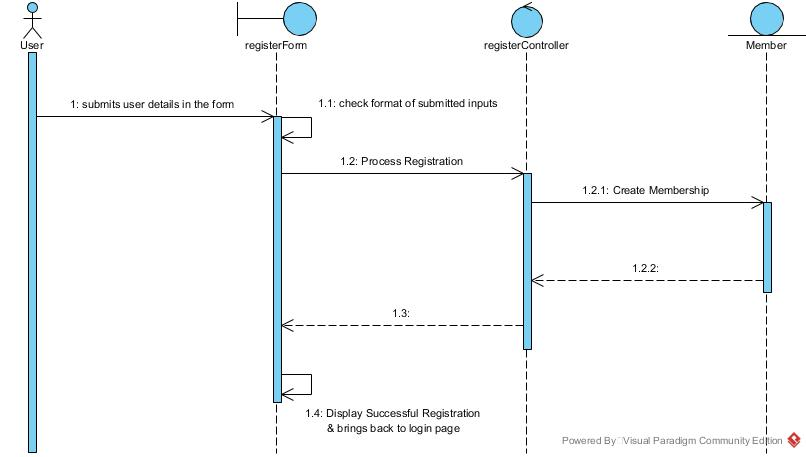 User
registerForm
registerController
Member
1: submits user details in the form
1.1: check format of submitted inputs
1.2: Process Registration
1.2.1: Create Membership
1.2.2:
1.3:
1.4: Display Successful Registration
& brings back to login page
Powered By Visual Paradigm Community Edition